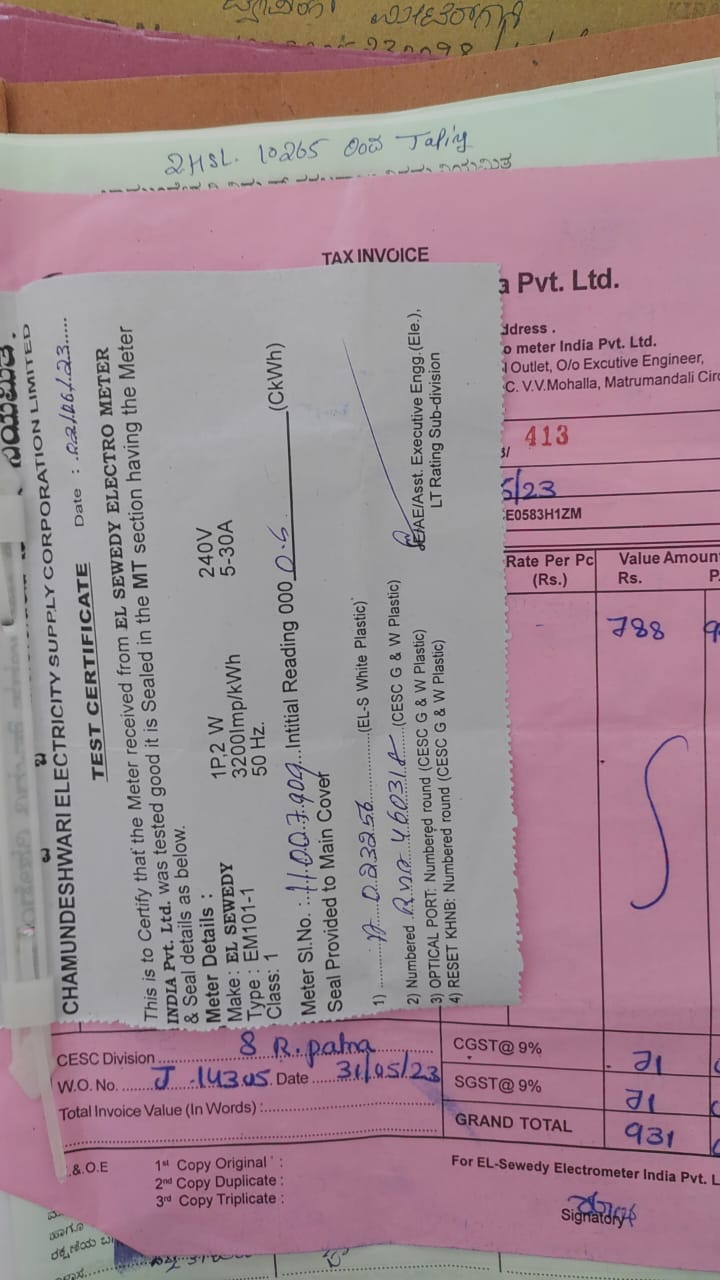 2HSL. 10265
TAX INVOICE
a Pvt. Ltd.
ddress .
o meter India Pvt. Ltd.
l Outlet, O/o Excutive Engineer,
C. V.V.Mohalla, Matrumandali Circ
3/ 413
5/23
E0583H1ZM
Rate Per Pc (Rs.)
Value Amoun
Rs. P.
788
CHAMUNDESHWARI ELECTRICITY SUPPLY CORPORATION LIMITED
TEST CERTIFICATE Date : 02/06/23
This is to Certify that the Meter received from EL SEWEDY ELECTRO METER
INDIA Pvt. Ltd. was tested good it is Sealed in the MT section having the Meter
& Seal details as below.
Meter Details :
Make: EL SEWEDY 1P,2 W 240V
Type : EM101-1 3200Imp/kWh 5-30A
Class: 1 50 Hz.
Meter Sl.No. : 11007909 Intitial Reading 000 0.6 (CkWh)
Seal Provided to Main Cover
1) 023256 (EL-S White Plastic)
2) Numbered 460318 (CESC G & W Plastic)
3) OPTICAL PORT: Numbered round (CESC G & W Plastic)
4) RESET KHNB: Numbered round (CESC G & W Plastic)
AE/Asst. Executive Engg.(Ele.),
LT Rating Sub-division
CESC Division 8 R. patna
W.O. No. J 14305 Date 31/05/23
Total Invoice Value (In Words) :
CGST@ 9% 71
SGST@ 9% 71
GRAND TOTAL 931
.&.O.E
1st Copy Original :
2nd Copy Duplicate :
3rd Copy Triplicate :
For EL-Sewedy Electrometer India Pvt. L
Signatory
ಹಾಗೂ